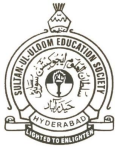 SULTAN-UL-ULOOM EDUCATION SOCIETY
HYDERABAD
LIGHTED TO ENLIGHTEN